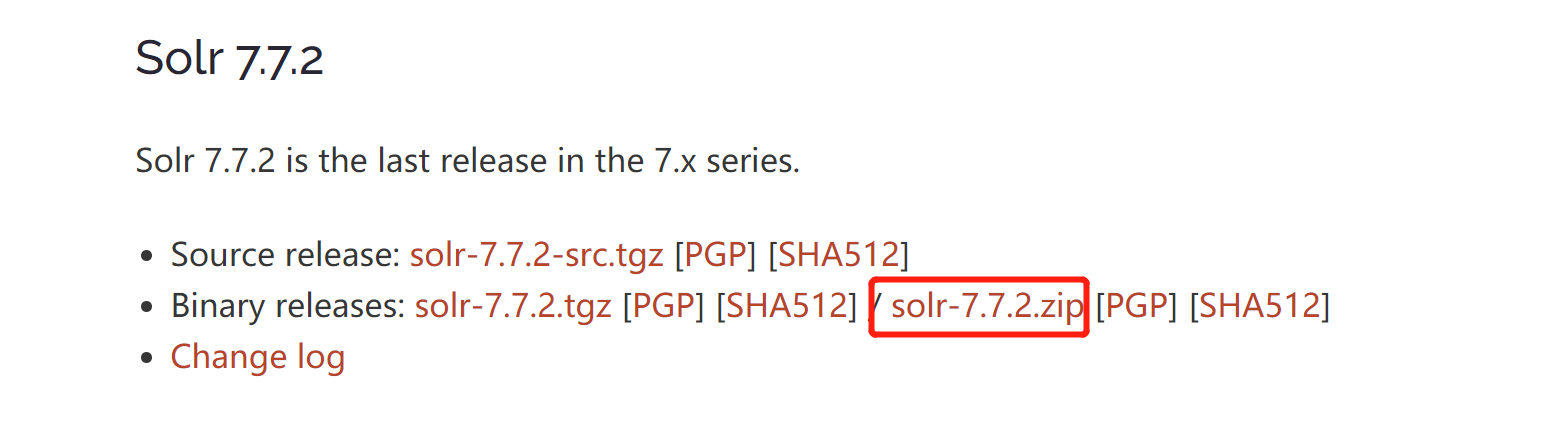 Solr 7.7.2
Solr 7.7.2 is the last release in the 7.x series.
• Source release: solr-7.7.2-src.tgz [PGP] [SHA512]
• Binary releases: solr-7.7.2.tgz [PGP] [SHA512] / solr-7.7.2.zip [PGP] [SHA512]
• Change log